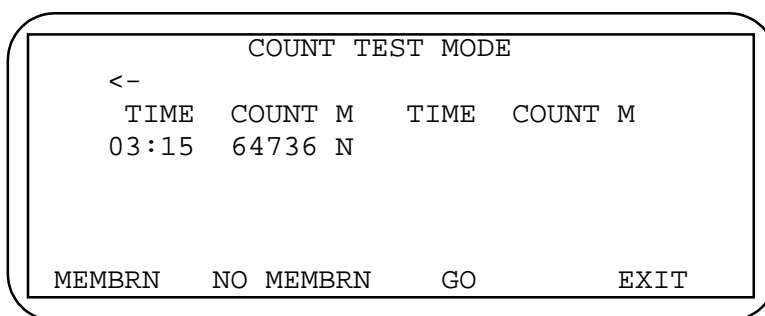 COUNT TEST MODE
<-
TIME COUNT M TIME COUNT M
03:15 64736 N
MEMBRN NO MEMBRN GO EXIT